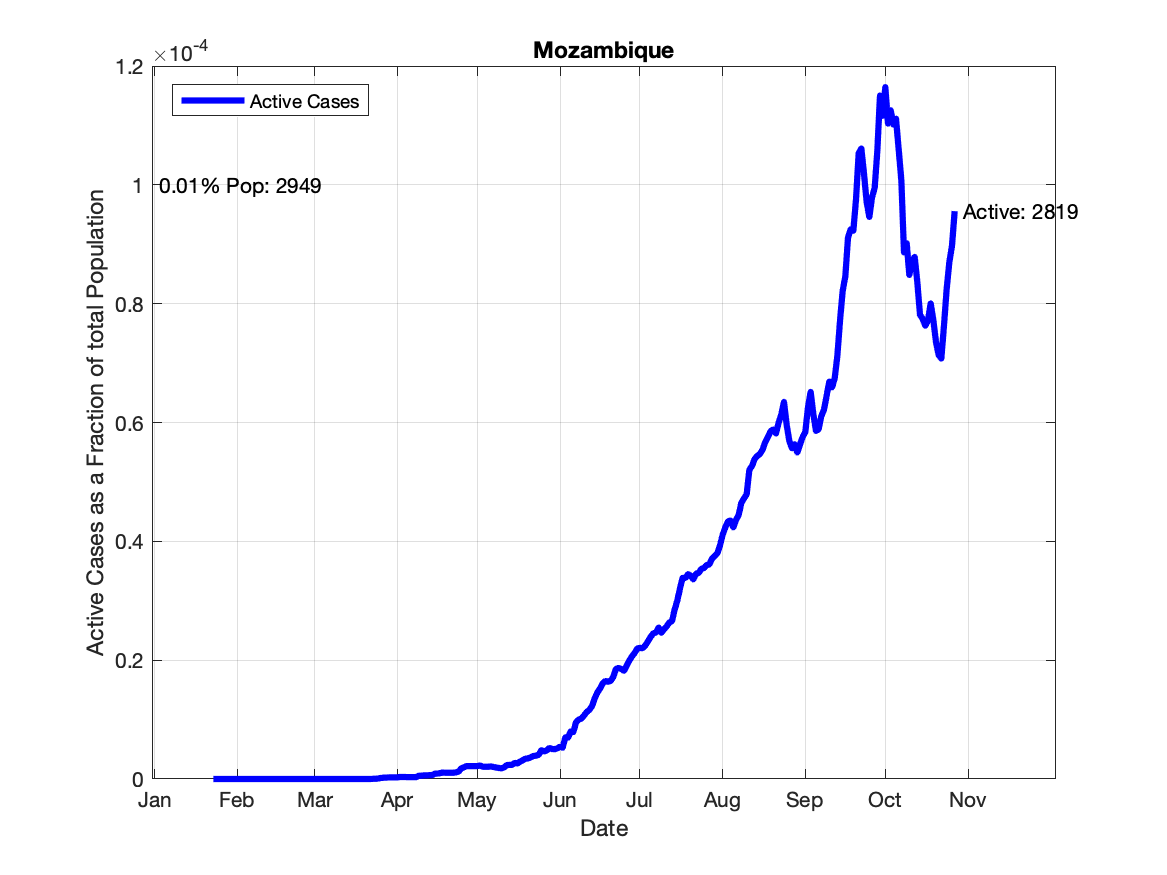 Mozambique
×10-4
1.2
Active Cases
1
0.01% Pop: 2949
Active: 2819
0.8
0.6
0.4
0.2
0
Active Cases as a Fraction of total Population
Jan Feb Mar Apr May Jun Jul Aug Sep Oct Nov
Date